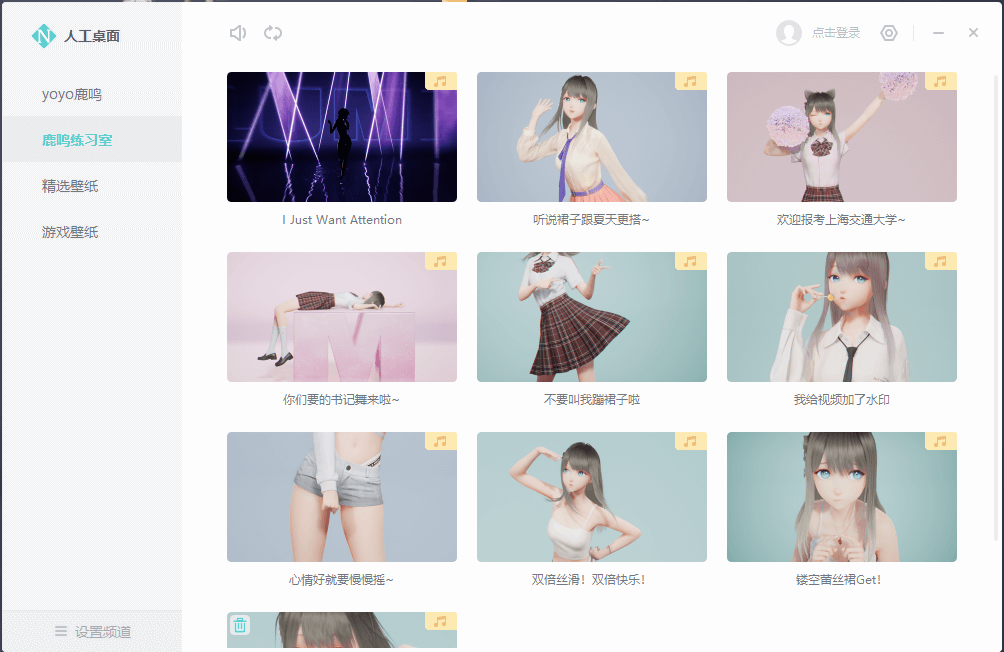 人工桌面
点击登录
yoyo鹿鸣
鹿鸣练习室
精选壁纸
游戏壁纸
I Just Want Attention
听说裙子跟夏天更搭~
欢迎报考上海交通大学~
你们要的书记舞来啦~
不要叫我蹦裙子啦
我给视频加了水印
心情好就要慢慢摇~
双倍丝滑！双倍快乐！
镂空蕾丝裙Get！
设置频道